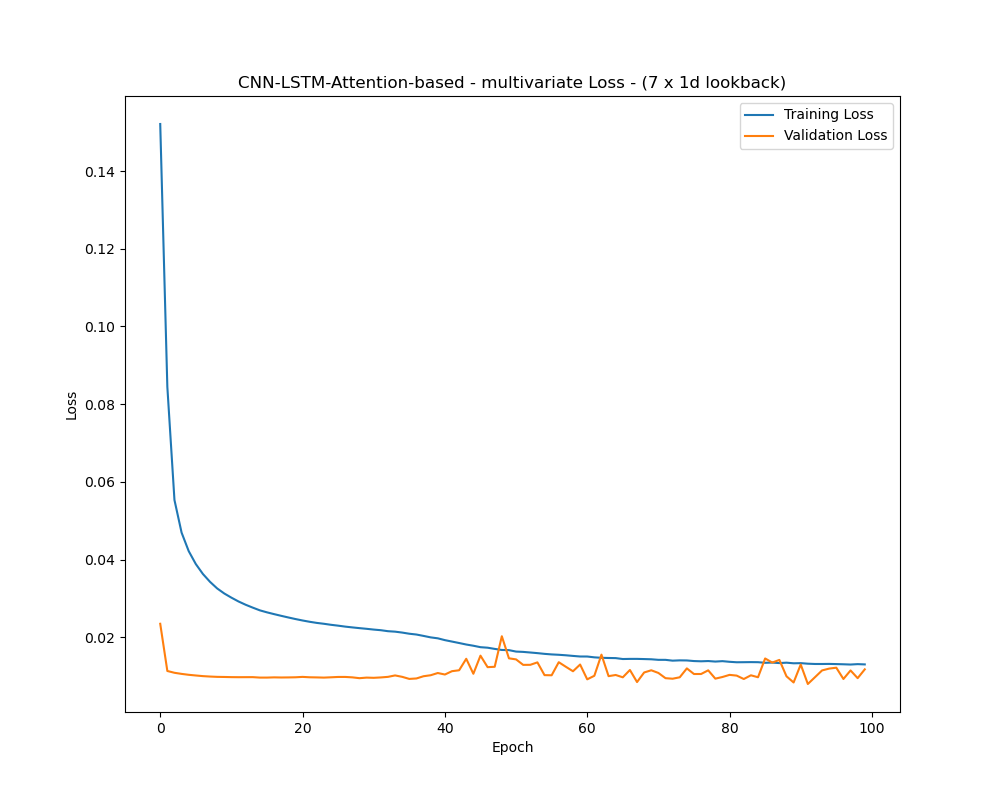 CNN-LSTM-Attention-based - multivariate Loss - (7 x 1d lookback)
Training Loss
Validation Loss
0.14
0.12
0.10
0.08
0.06
0.04
0.02
Loss
0 20 40 60 80 100
Epoch